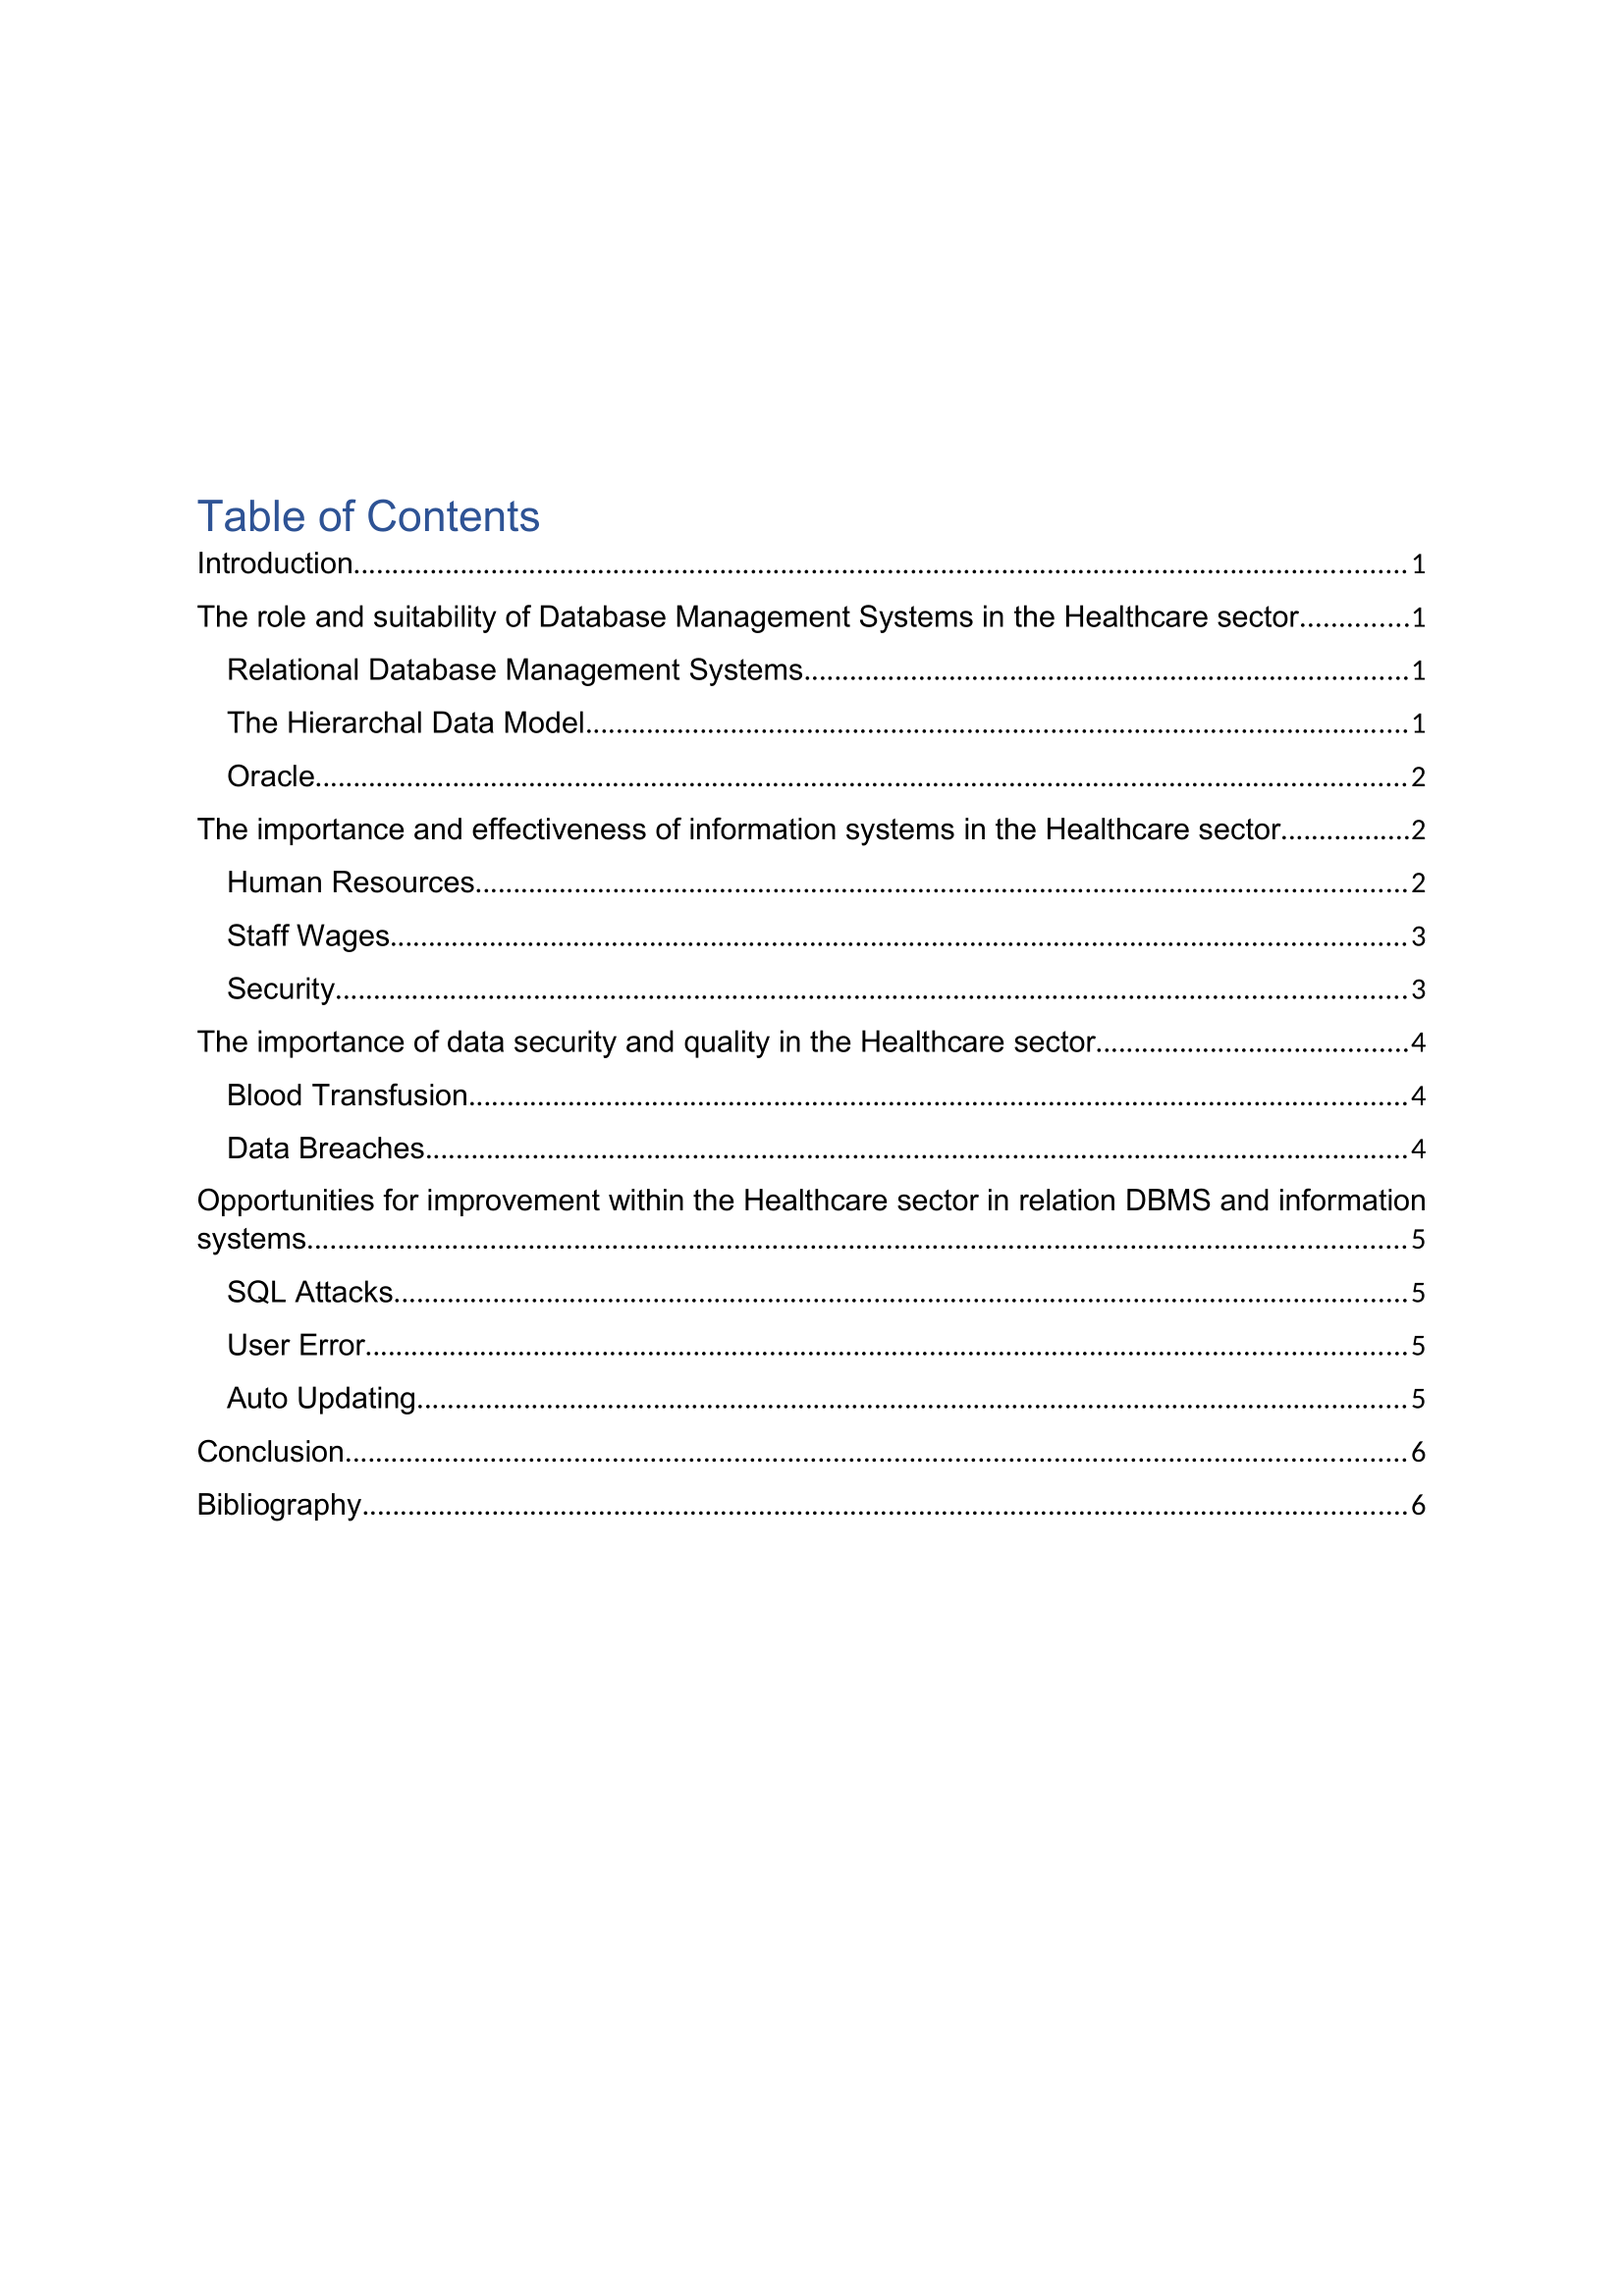 Table of Contents
Introduction........................................................................................................................................1
The role and suitability of Database Management Systems in the Healthcare sector..............1
Relational Database Management Systems..............................................................................1
The Hierarchal Data Model............................................................................................................1
Oracle................................................................................................................................................2
The importance and effectiveness of information systems in the Healthcare sector.................2
Human Resources...........................................................................................................................2
Staff Wages......................................................................................................................................3
Security.............................................................................................................................................3
The importance of data security and quality in the Healthcare sector.........................................4
Blood Transfusion............................................................................................................................4
Data Breaches.................................................................................................................................4
Opportunities for improvement within the Healthcare sector in relation DBMS and information
systems...............................................................................................................................................5
SQL Attacks.....................................................................................................................................5
User Error.........................................................................................................................................5
Auto Updating..................................................................................................................................5
Conclusion..........................................................................................................................................6
Bibliography........................................................................................................................................6